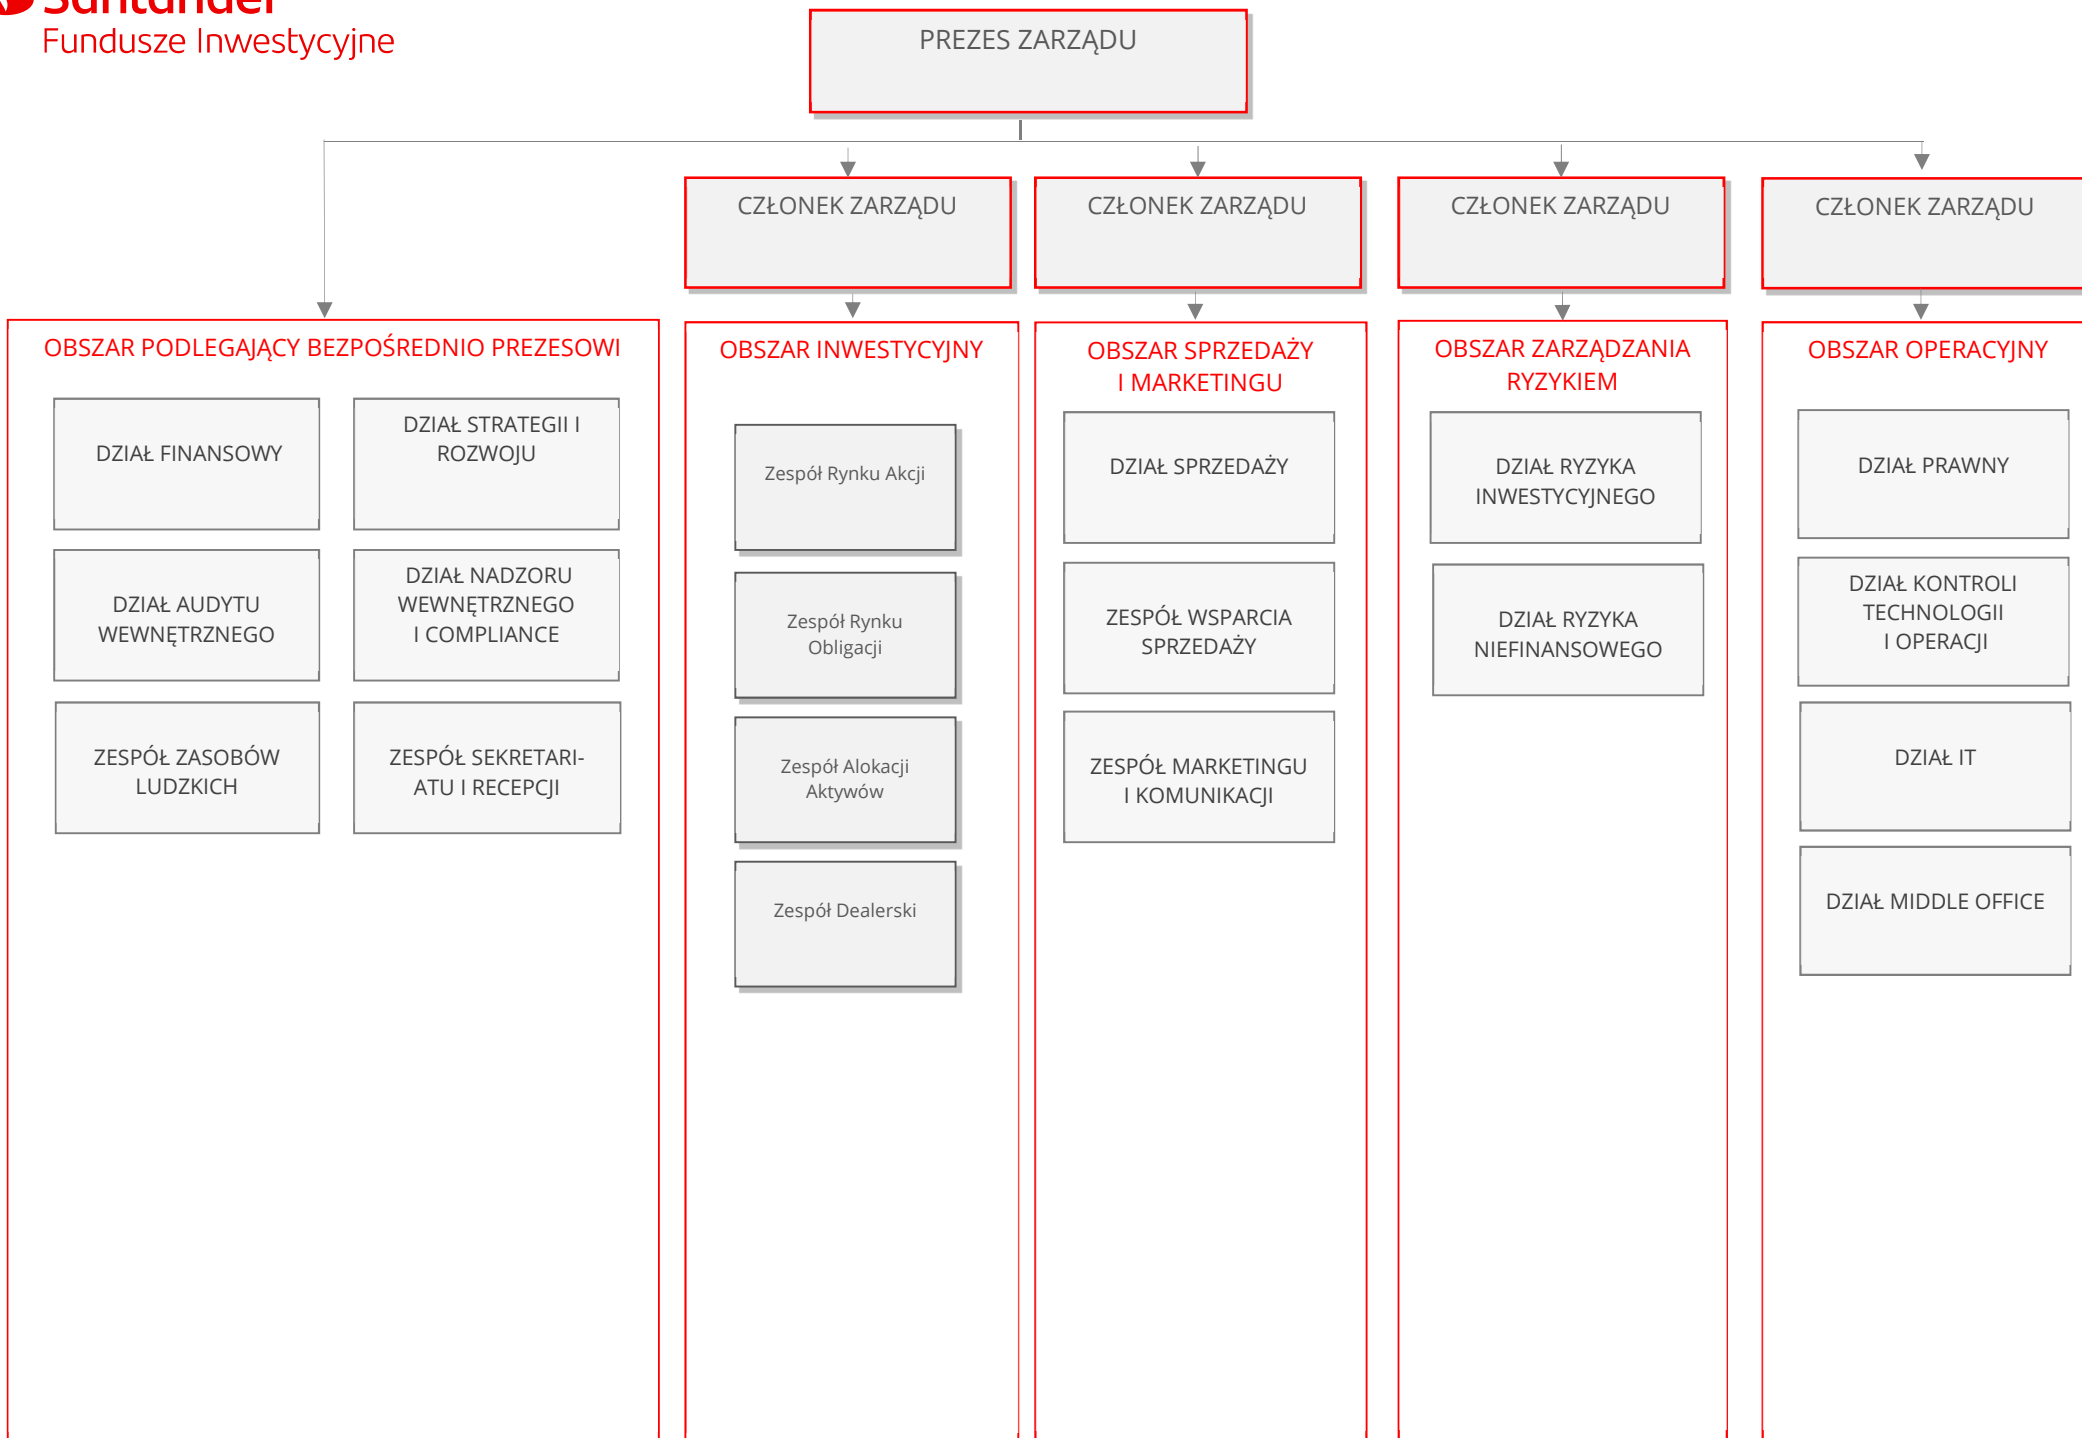 Santander
Fundusze Inwestycyjne
PREZES ZARZĄDU
CZŁONEK ZARZĄDU
CZŁONEK ZARZĄDU
CZŁONEK ZARZĄDU
CZŁONEK ZARZĄDU
OBSZAR PODLEGAJĄCY BEZPOŚREDNIO PREZESOWI
DZIAŁ FINANSOWY
DZIAŁ STRATEGII I
ROZWOJU
DZIAŁ AUDYTU
WEWNĘTRZNEGO
DZIAŁ NADZORU
WEWNĘTRZNEGO
I COMPLIANCE
ZESPÓŁ ZASOBÓW
LUDZKICH
ZESPÓŁ SEKRETARI-
ATU I RECEPCJI
OBSZAR INWESTYCYJNY
Zespół Rynku Akcji
Zespół Rynku
Obligacji
Zespół Alokacji
Aktywów
Zespół Dealerski
OBSZAR SPRZEDAŻY
I MARKETINGU
DZIAŁ SPRZEDAŻY
ZESPÓŁ WSPARCIA
SPRZEDAŻY
ZESPÓŁ MARKETINGU
I KOMUNIKACJI
OBSZAR ZARZĄDZANIA
RYZYKIEM
DZIAŁ RYZYKA
INWESTYCYJNEGO
DZIAŁ RYZYKA
NIEFINANSOWEGO
OBSZAR OPERACYJNY
DZIAŁ PRAWNY
DZIAŁ KONTROLI
TECHNOLOGII
I OPERACJI
DZIAŁ IT
DZIAŁ MIDDLE OFFICE